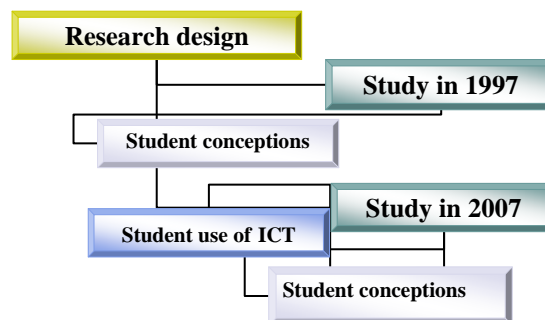 Research design
Study in 1997
Student conceptions
Study in 2007
Student use of ICT
Student conceptions